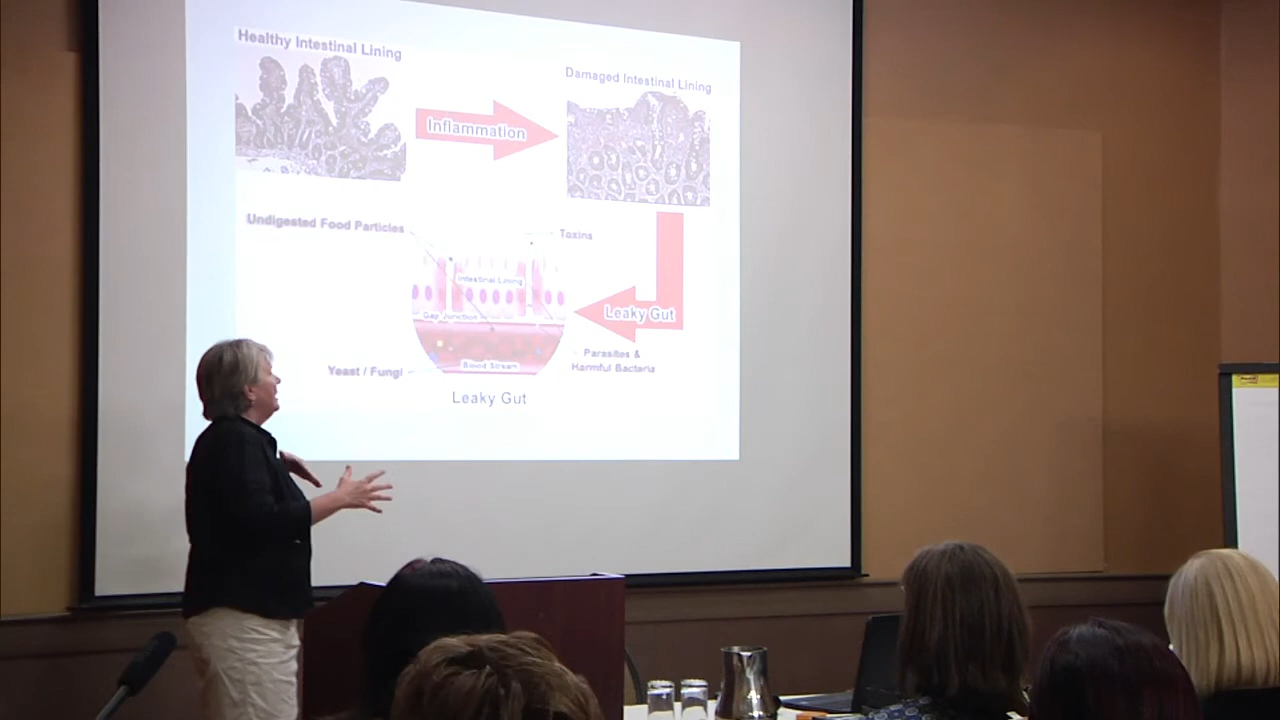 Healthy Intestinal Lining
Damaged Intestinal Lining
Inflammation
Undigested Food Particles
Toxins
Intestinal Lining
Gap Junction
Leaky Gut
Parasites &
Harmful Bacteria
Yeast / Fungi
Blood Stream
Leaky Gut